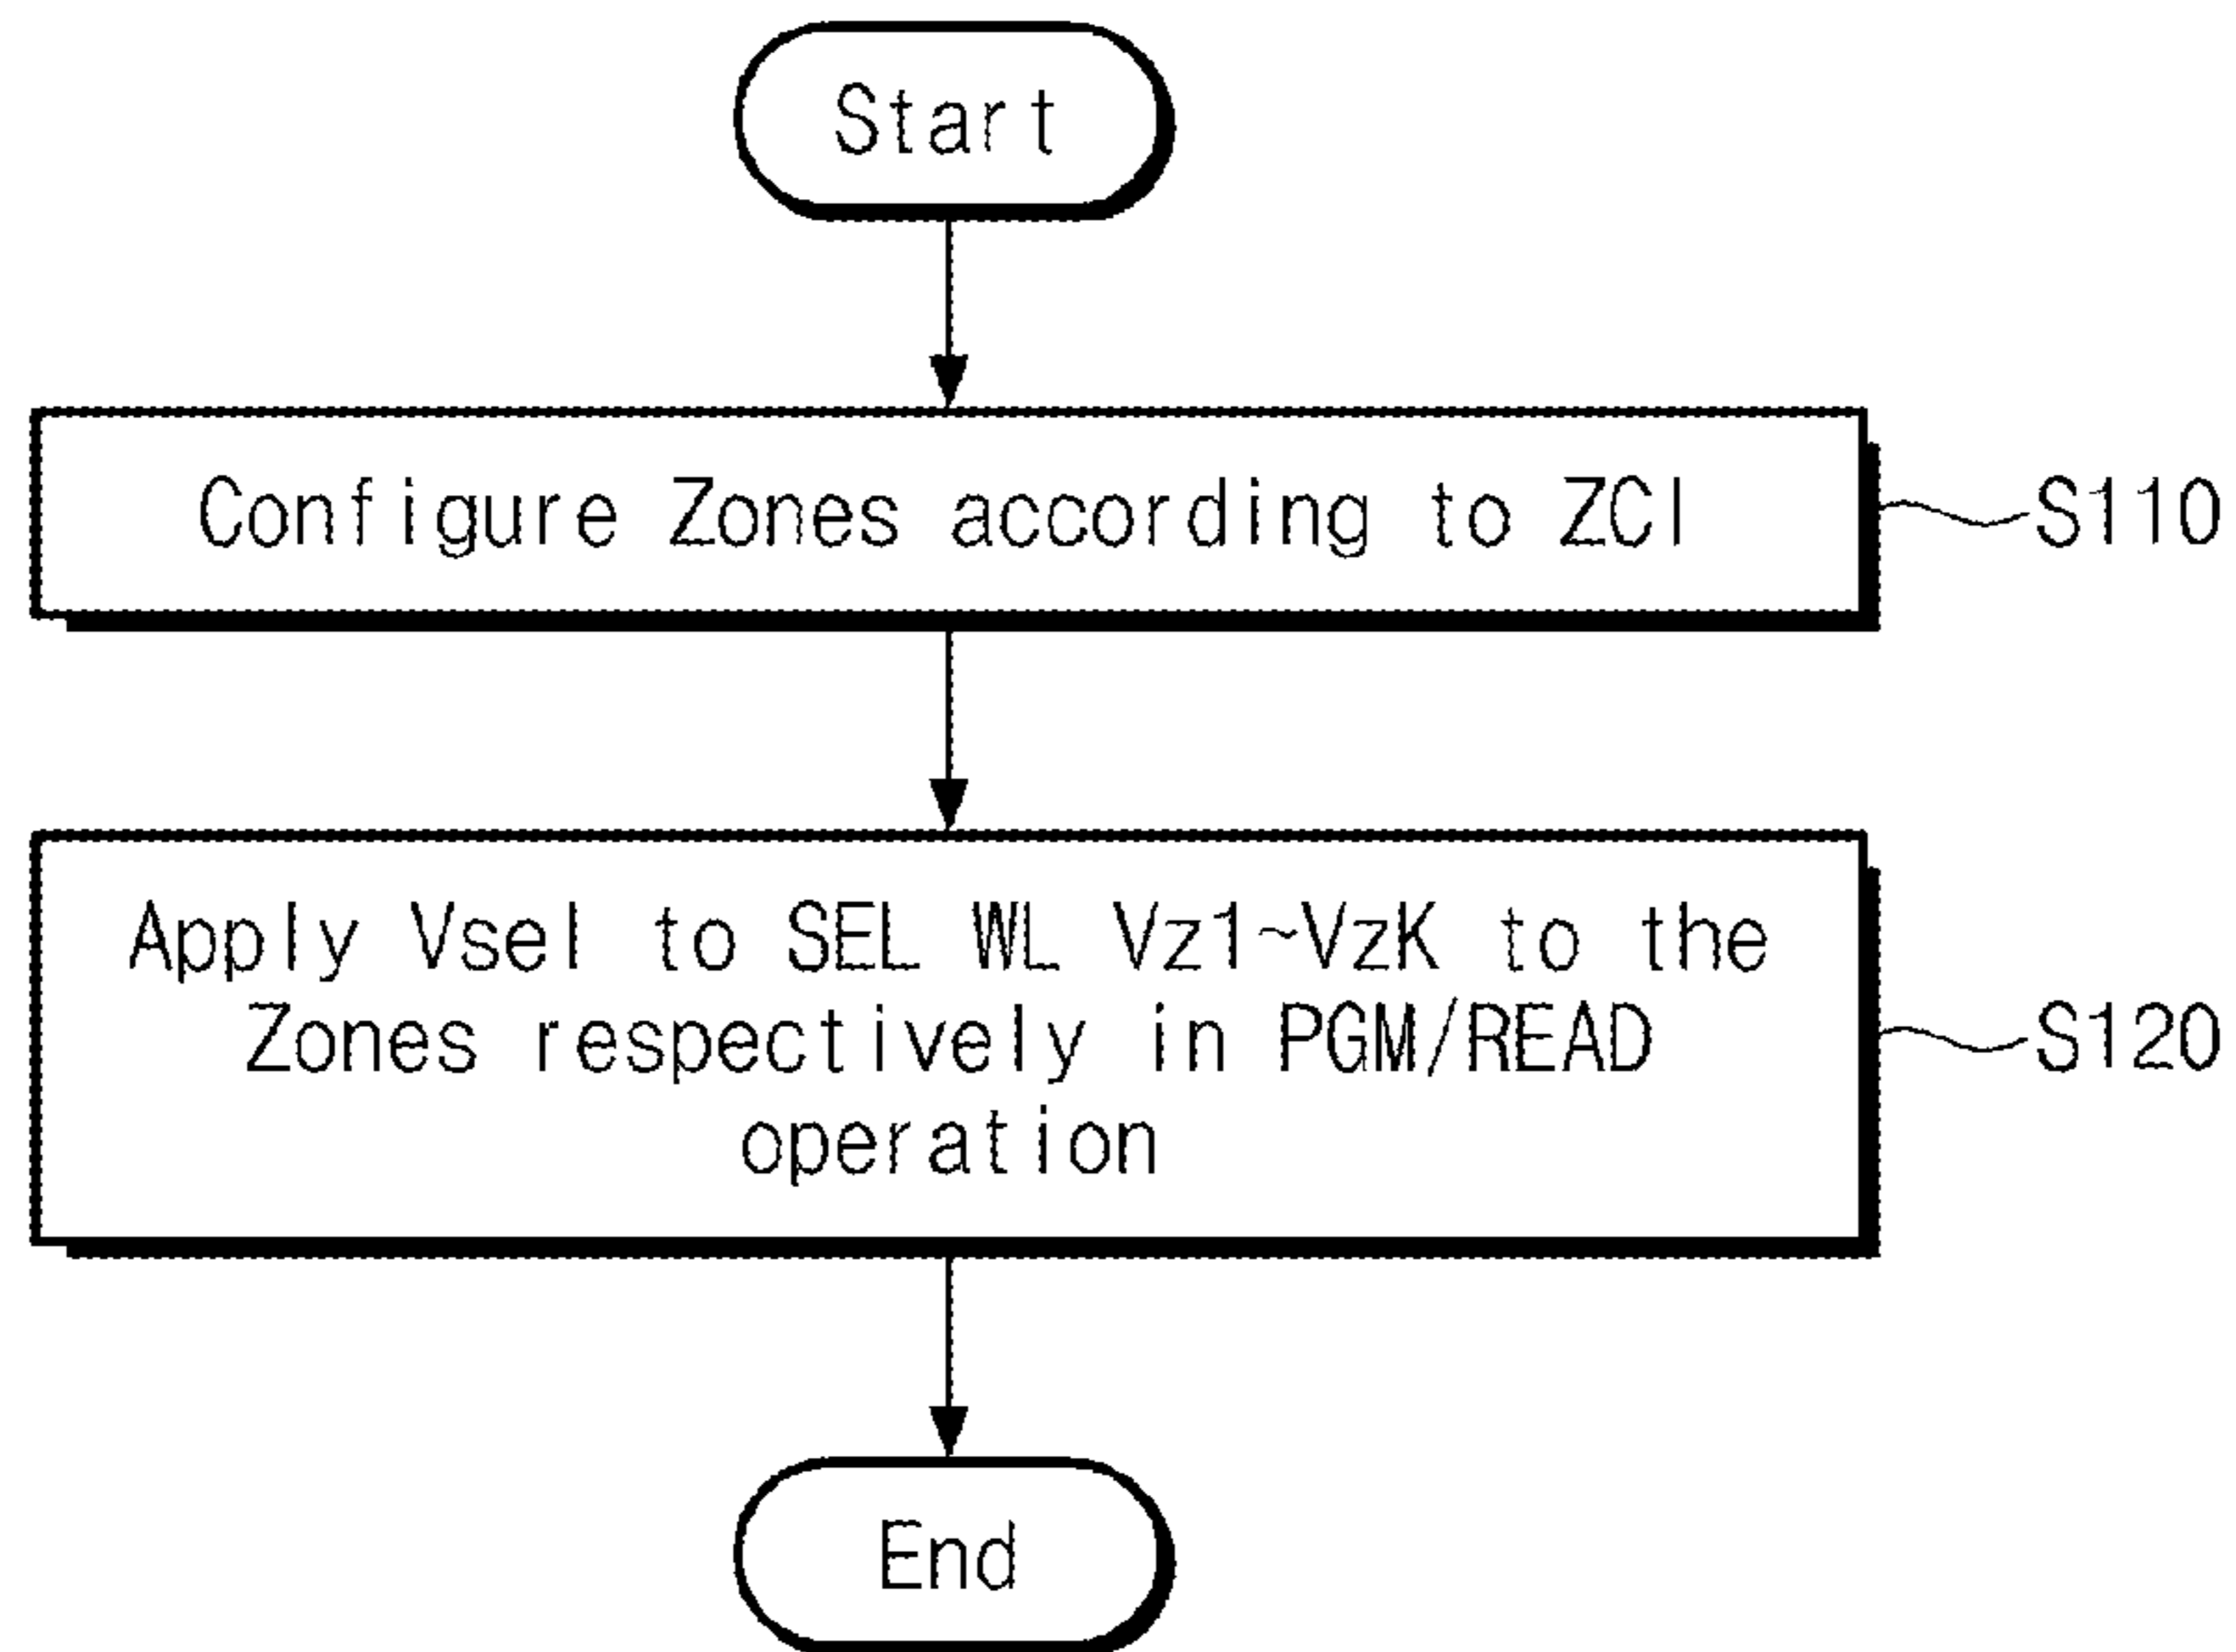 Start
Configure Zones according to ZCI
S110
Apply Vsel to SEL WL Vz1~VzK to the
Zones respectively in PGM/READ
S120
operation
End